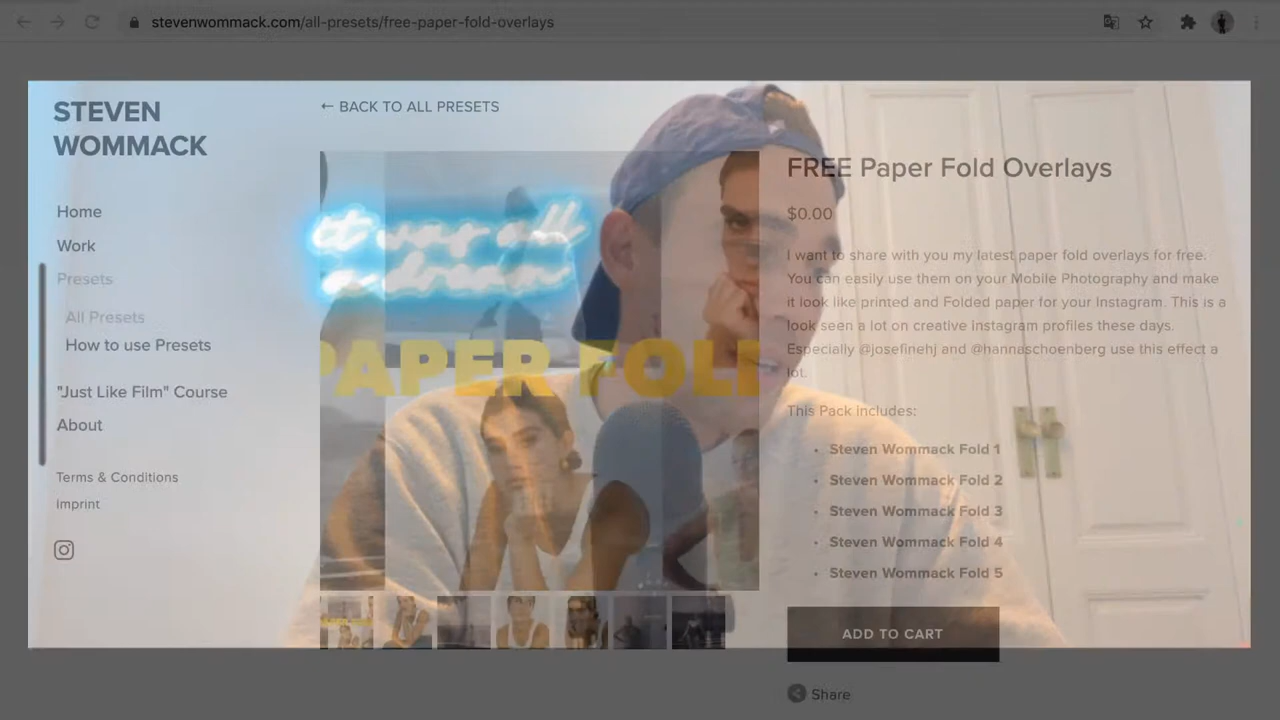 stevenwommack.com/all-presets/free-paper-fold-overlays
STEVEN
WOMMACK
← BACK TO ALL PRESETS
Home
Work
Presets
All Presets
How to use Presets
"Just Like Film" Course
About
Terms & Conditions
Imprint
it was all
a dream
PAPER FOL
FREE Paper Fold Overlays
$0.00
I want to share with you my latest paper fold overlays for free.
You can easily use them on your Mobile Photography and make
it look like printed and Folded paper for your Instagram. This is a
look seen a lot on creative Instagram profiles these days.
Especially @josefinehj and @hannaschoenberg use this effect a
lot.
This Pack includes:
• Steven Wommack Fold 1
• Steven Wommack Fold 2
• Steven Wommack Fold 3
• Steven Wommack Fold 4
• Steven Wommack Fold 5
ADD TO CART
Share